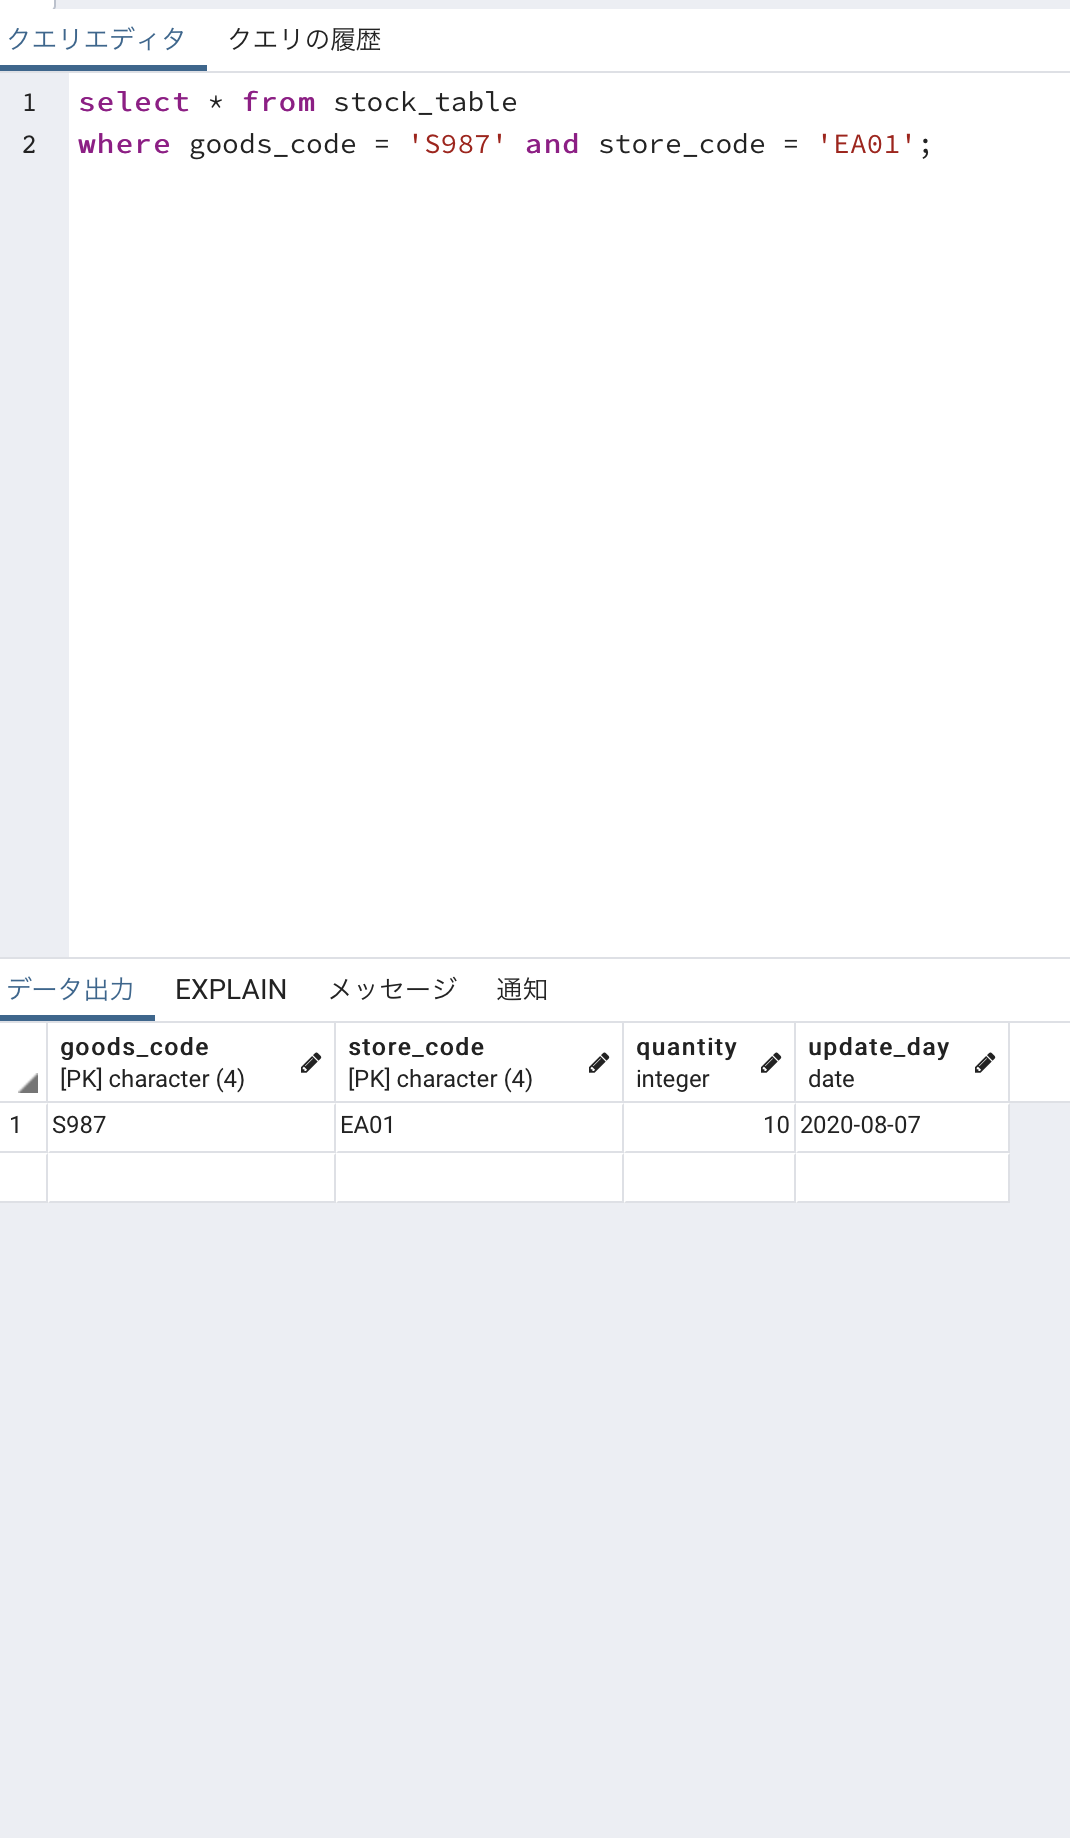 クエリエディタ クエリの履歴
1 select * from stock_table
2 where goods_code = 'S987' and store_code = 'EA01';
データ出力 EXPLAIN メッセージ 通知
goods_code store_code quantity update_day
[PK] character (4) [PK] character (4) integer date
1 S987 EA01 10 2020-08-07